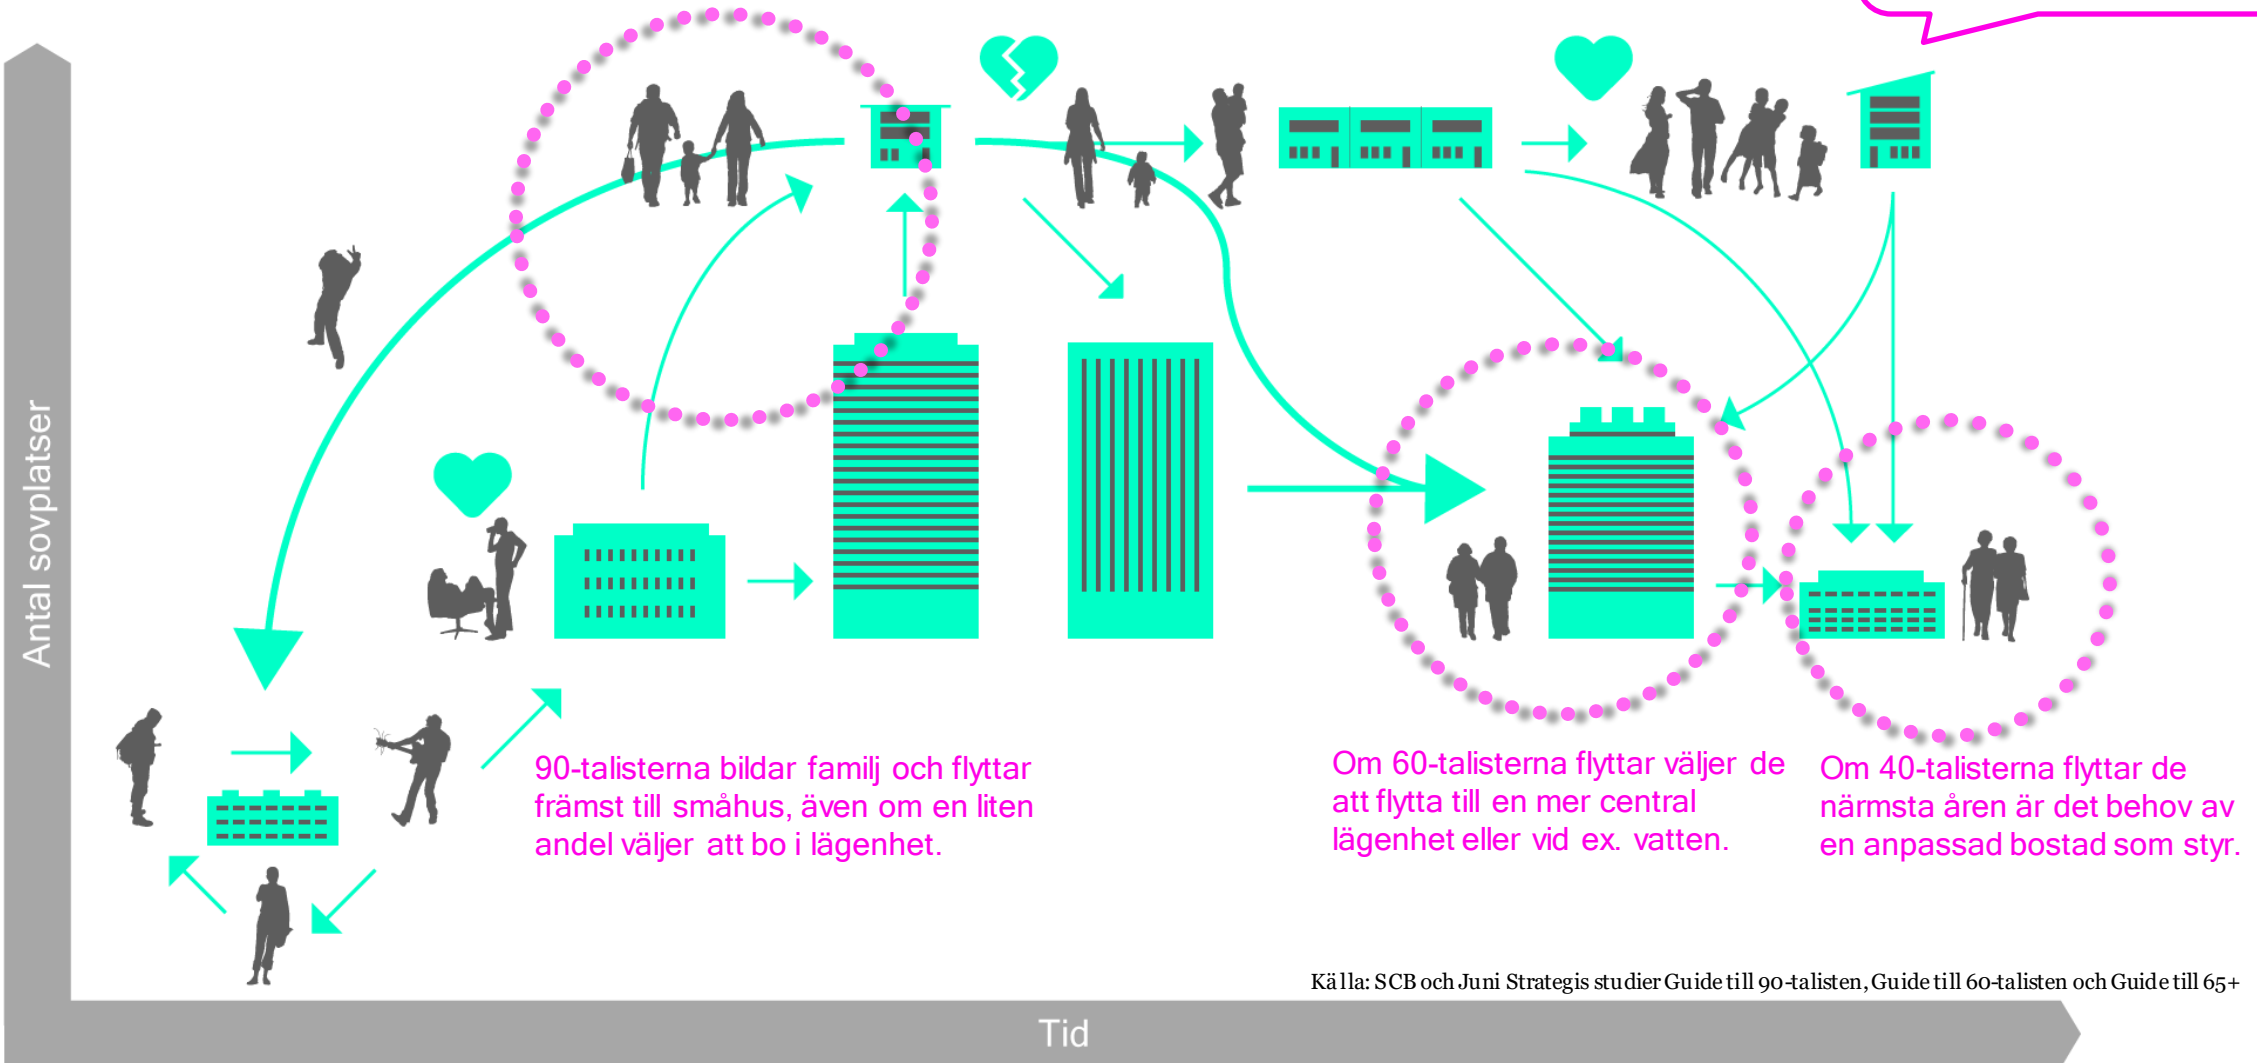 Antal sovplatser
90-talisterna bildar familj och flyttar
främst till småhus, även om en liten
andel väljer att bo i lägenhet.
Om 60-talisterna flyttar väljer de
att flytta till en mer central
lägenhet eller vid ex. vatten.
Om 40-talisterna flyttar de
närmsta åren är det behov av
en anpassad bostad som styr.
Källa: SCB och Juni Strategis studier Guide till 90-talisten, Guide till 60-talisten och Guide till 65+
Tid